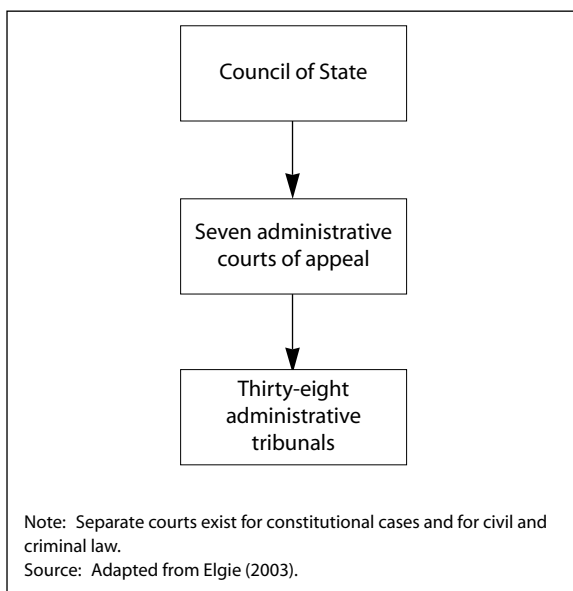 Council of State
Seven administrative
courts of appeal
Thirty-eight
administrative
tribunals
Note: Separate courts exist for constitutional cases and for civil and
criminal law.
Source: Adapted from Elgie (2003).